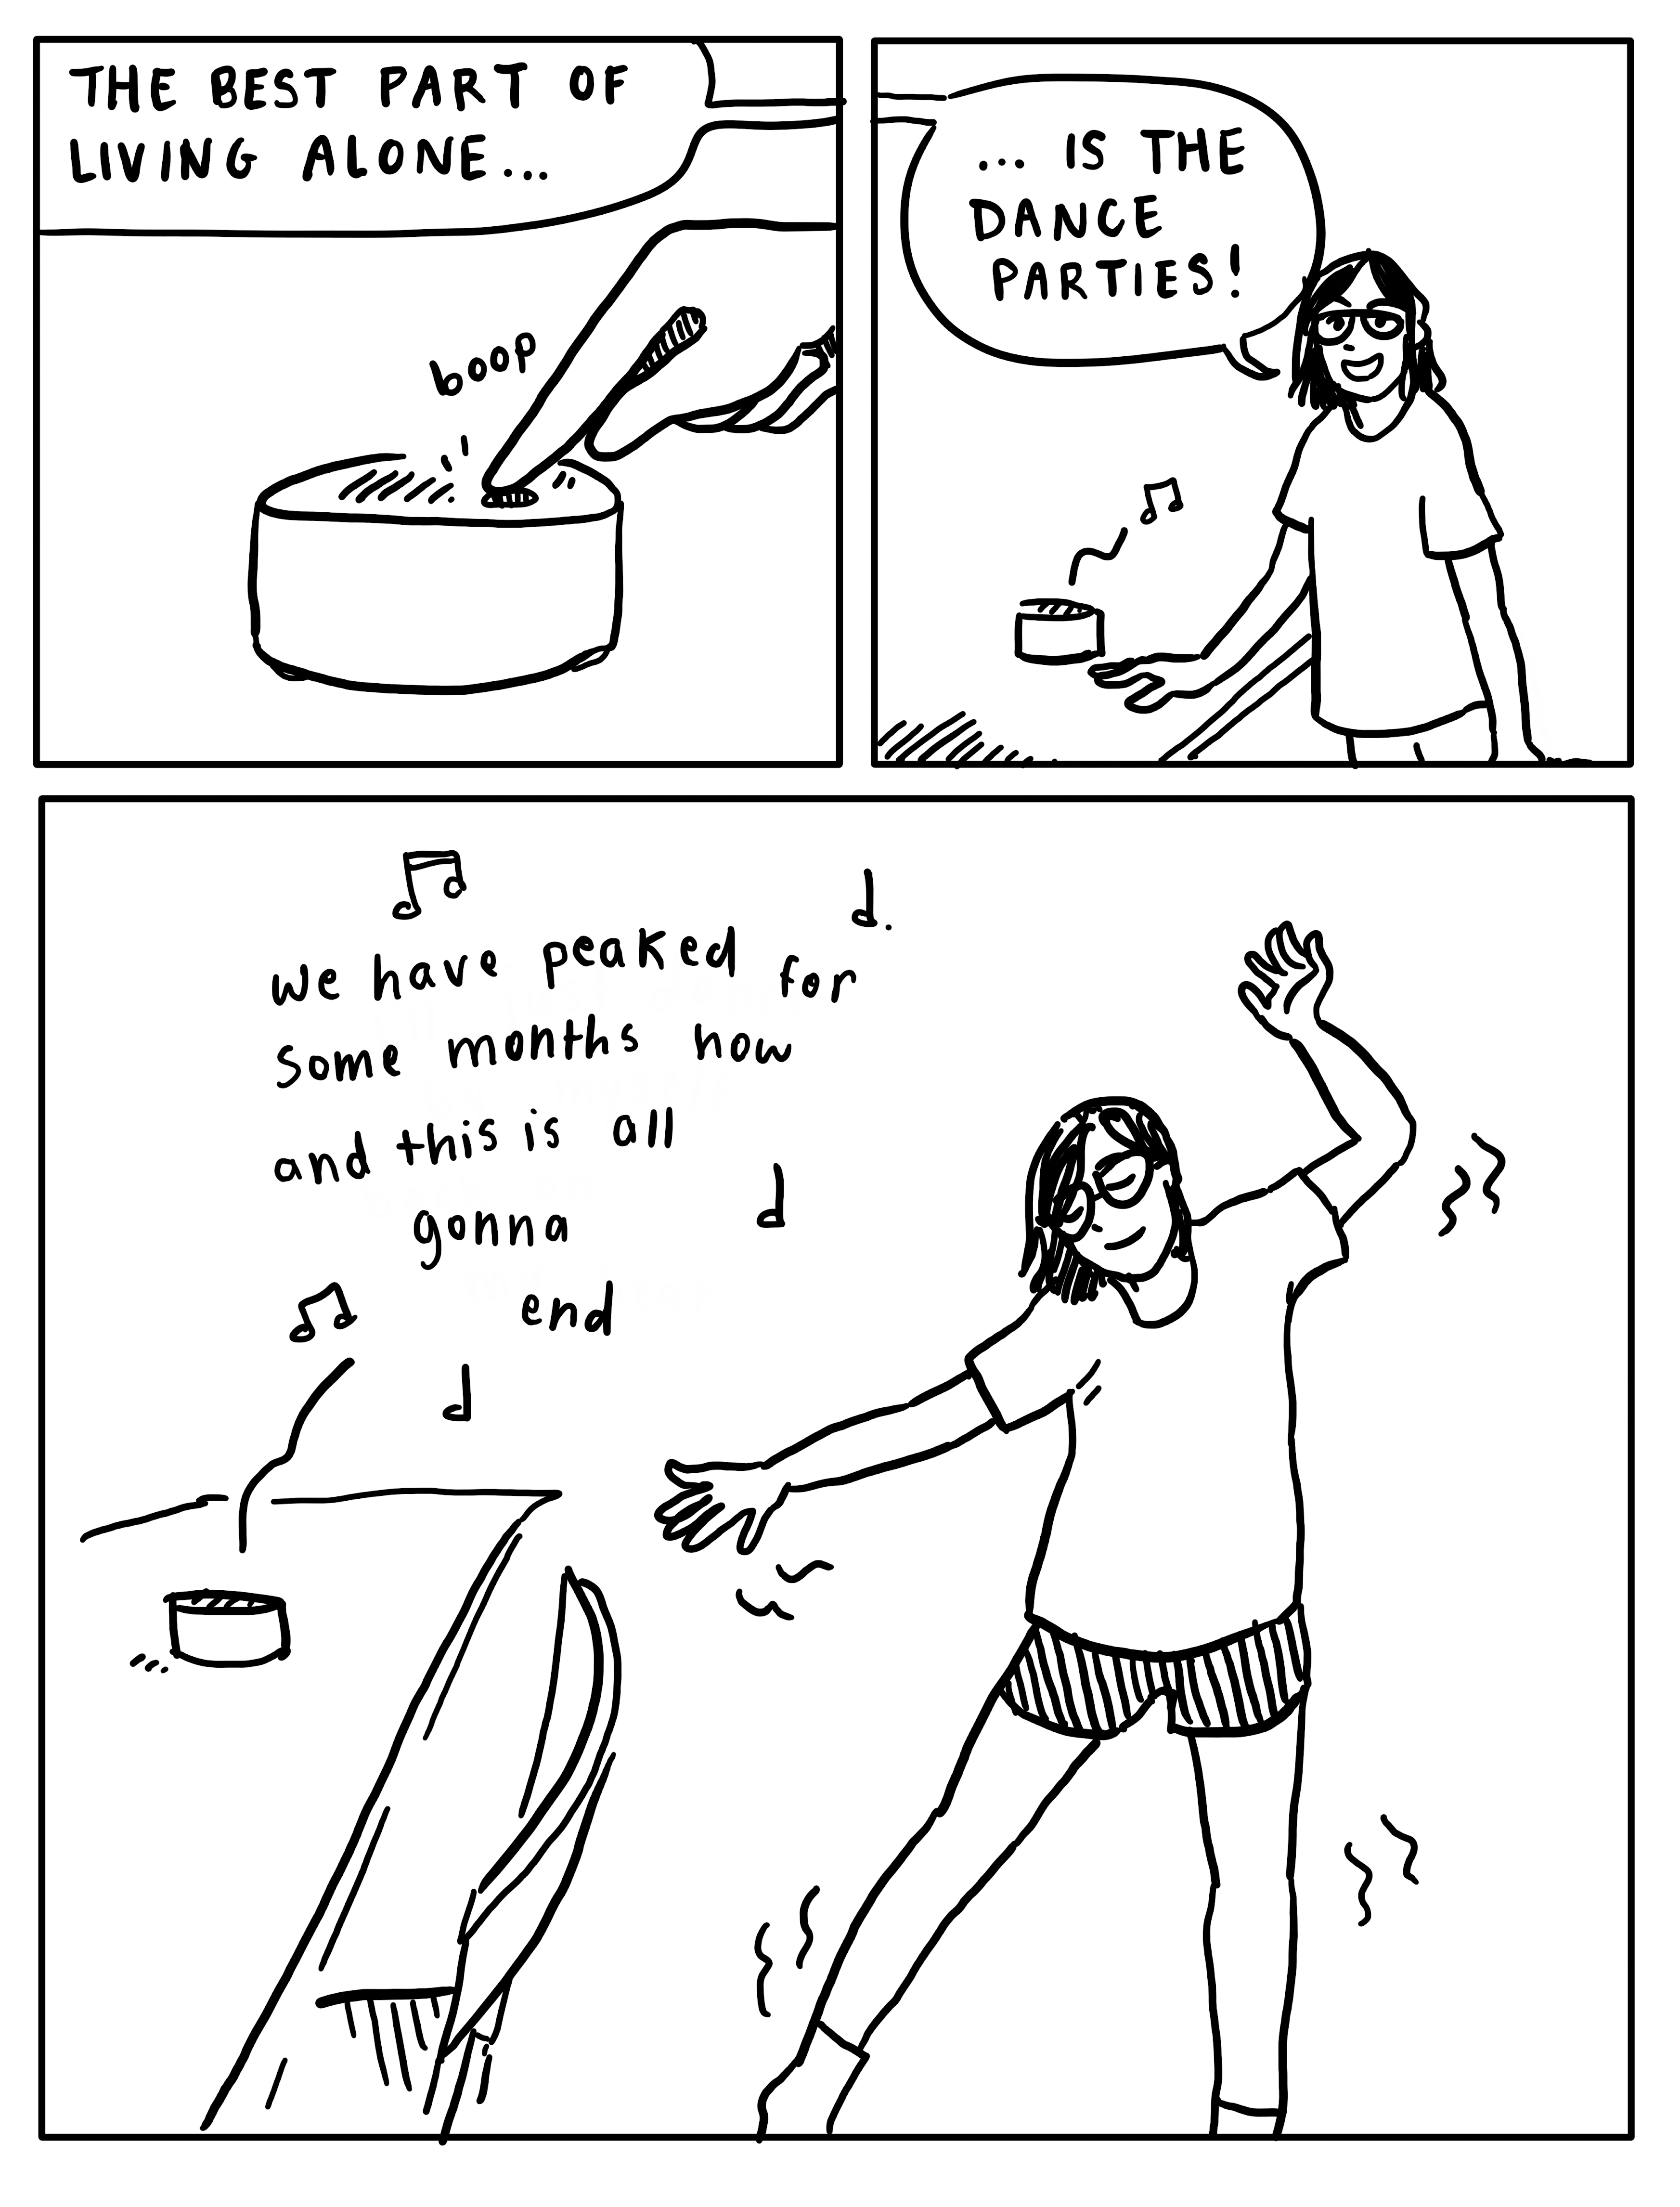 THE BEST PART OF
LIVING ALONE...
boop
... IS THE
DANCE
PARTIES!
we have peaked for
some months now
and this is all
gonna
end